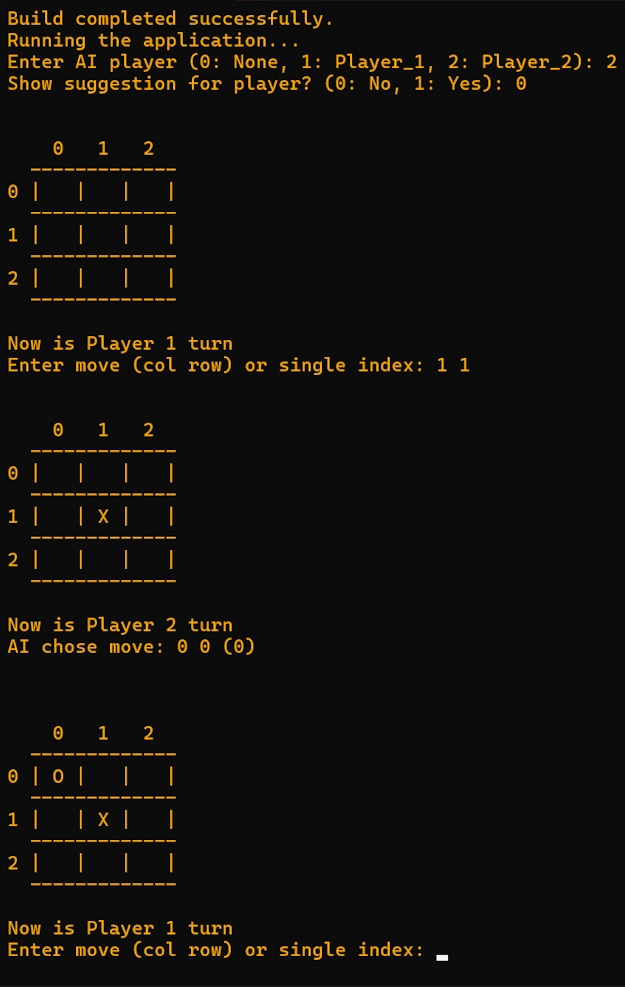 Build completed successfully.
Running the application...
Enter AI player (0: None, 1: Player_1, 2: Player_2): 2
Show suggestion for player? (0: No, 1: Yes): 0
0 1 2
-------------
0 | | | |
-------------
1 | | | |
-------------
2 | | | |
-------------
Now is Player 1 turn
Enter move (col row) or single index: 1 1
0 1 2
-------------
0 | | | |
-------------
1 | | X | |
-------------
2 | | | |
-------------
Now is Player 2 turn
AI chose move: 0 0 (0)
0 1 2
-------------
0 | O | | |
-------------
1 | | X | |
-------------
2 | | | |
-------------
Now is Player 1 turn
Enter move (col row) or single index: